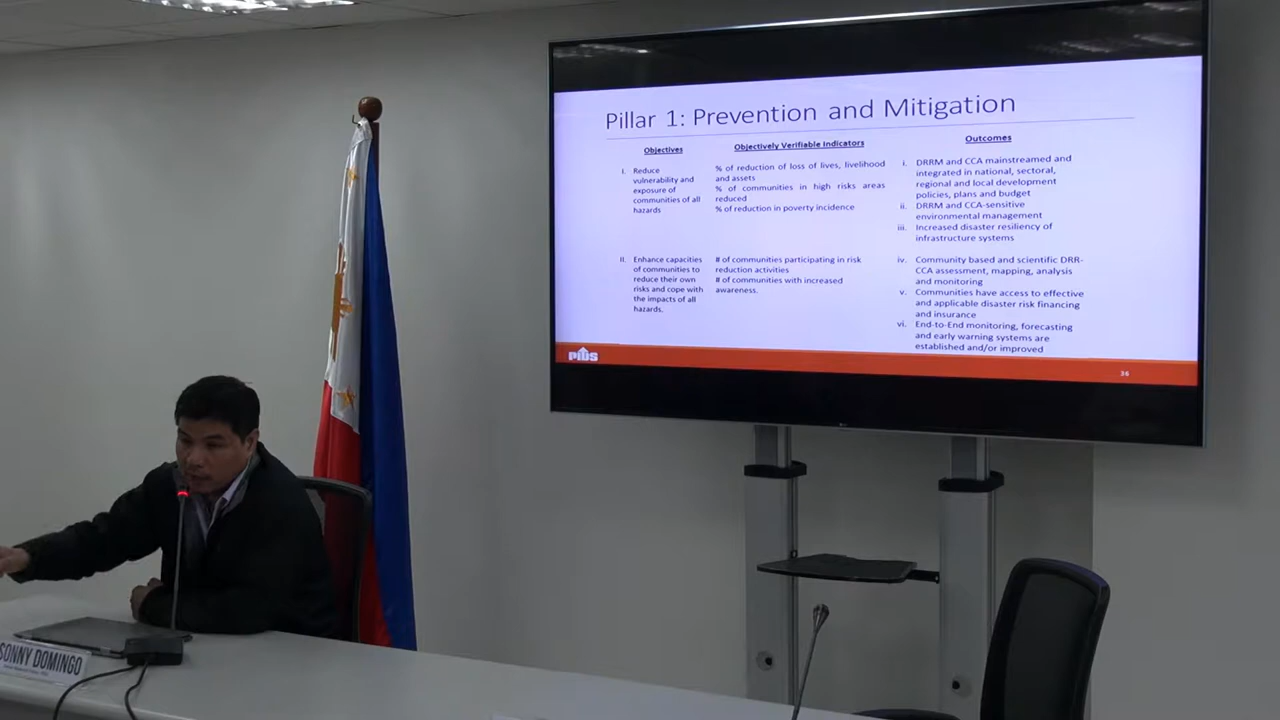 Pillar 1: Prevention and Mitigation
Objectives
I. Reduce
vulnerability and
exposure of
communities of all
hazards
II. Enhance capacities
of communities to
reduce their own
risks and cope with
the impacts of all
hazards.
Objectively Verifiable Indicators
% of reduction of loss of lives, livelihood
and assets
% of communities in high risks areas
reduced
% of reduction in poverty incidence
# of communities participating in risk
reduction activities
# of communities with increased
awareness.
Outcomes
i. DRRM and CCA mainstreamed and
integrated in national, sectoral,
regional and local development
policies, plans and budget
ii. DRRM and CCA-sensitive
environmental management
iii. Increased disaster resiliency of
infrastructure systems
iv. Community based and scientific DRR-
CCA assessment, mapping, analysis
and monitoring
v. Communities have access to effective
and applicable disaster risk financing
and insurance
vi. End-to-End monitoring, forecasting
and early warning systems are
established and/or improved
PIDS
36
SONNY DOMINGO